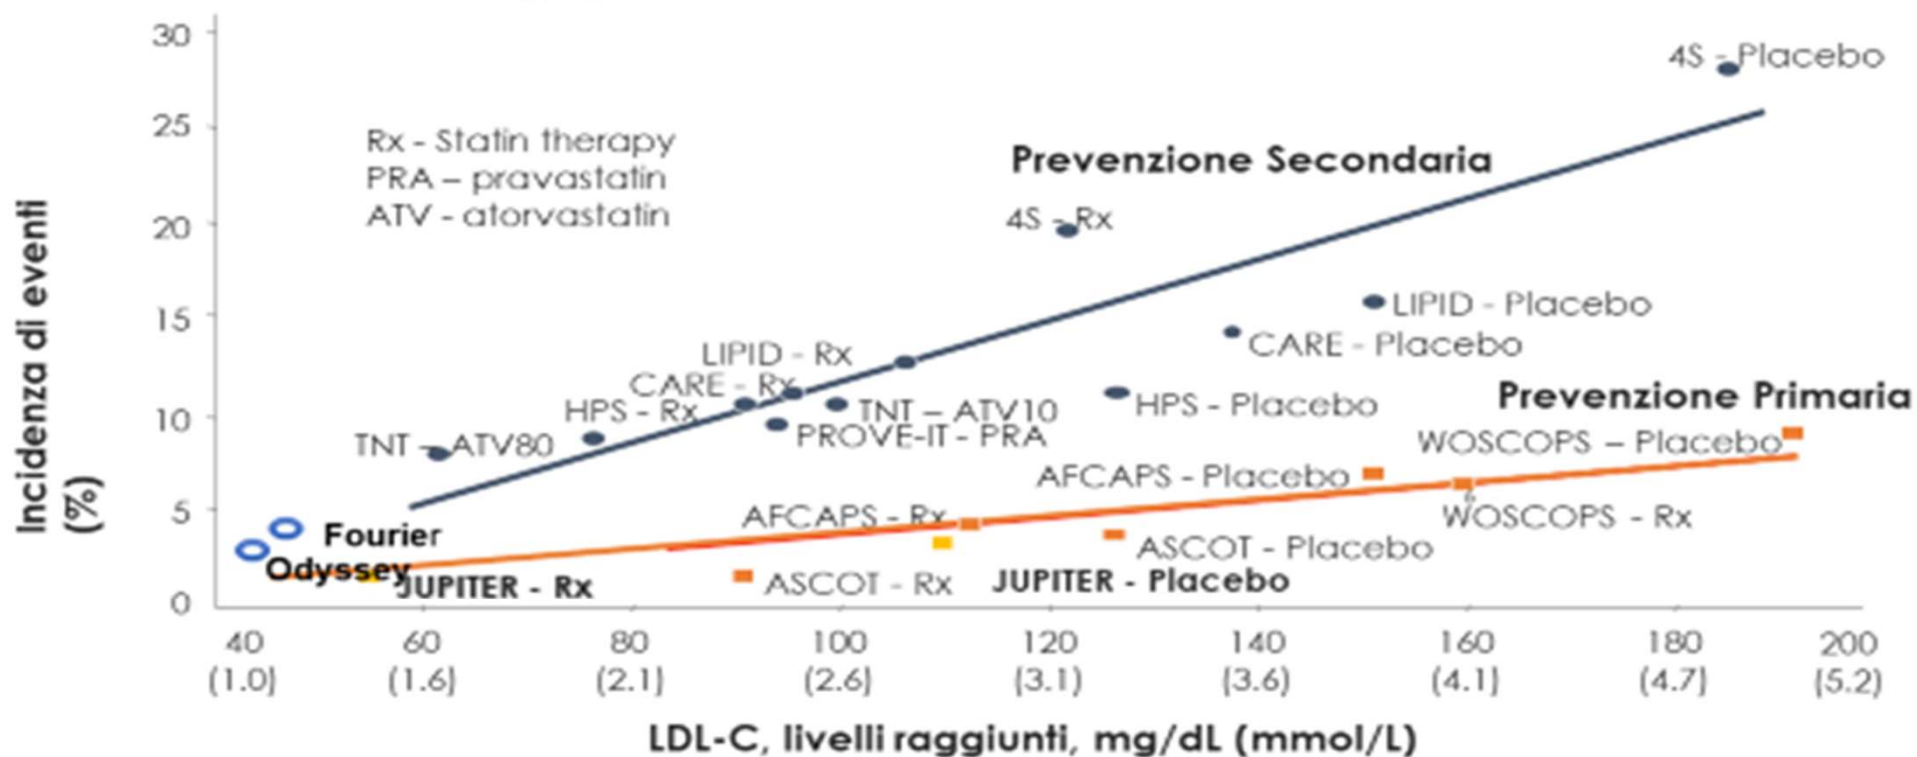 30
4S - Placebo
25
Rx - Statin therapy
PRA – pravastatin
ATV - atorvastatin
Prevenzione Secondaria
20
4S - Rx
15
LIPID - Placebo
CARE - Placebo
LIPID - Rx
CARE - Rx
HPS - Rx
10
TNT – ATV10
PROVE-IT - PRA
HPS - Placebo
Prevenzione Primaria
TNT – ATV80
WOSCOPS – Placebo
AFCAPS - Placebo
5
AFCAPS - Rx
WOSCOPS - Rx
Fourier
Odyssey
ASCOT - Placebo
JUPITER - Rx
ASCOT - Rx
JUPITER - Placebo
0
Incidenza di eventi
(%)
40 60 80 100 120 140 160 180 200
(1.0) (1.6) (2.1) (2.6) (3.1) (3.6) (4.1) (4.7) (5.2)
LDL-C, livelli raggiunti, mg/dL (mmol/L)